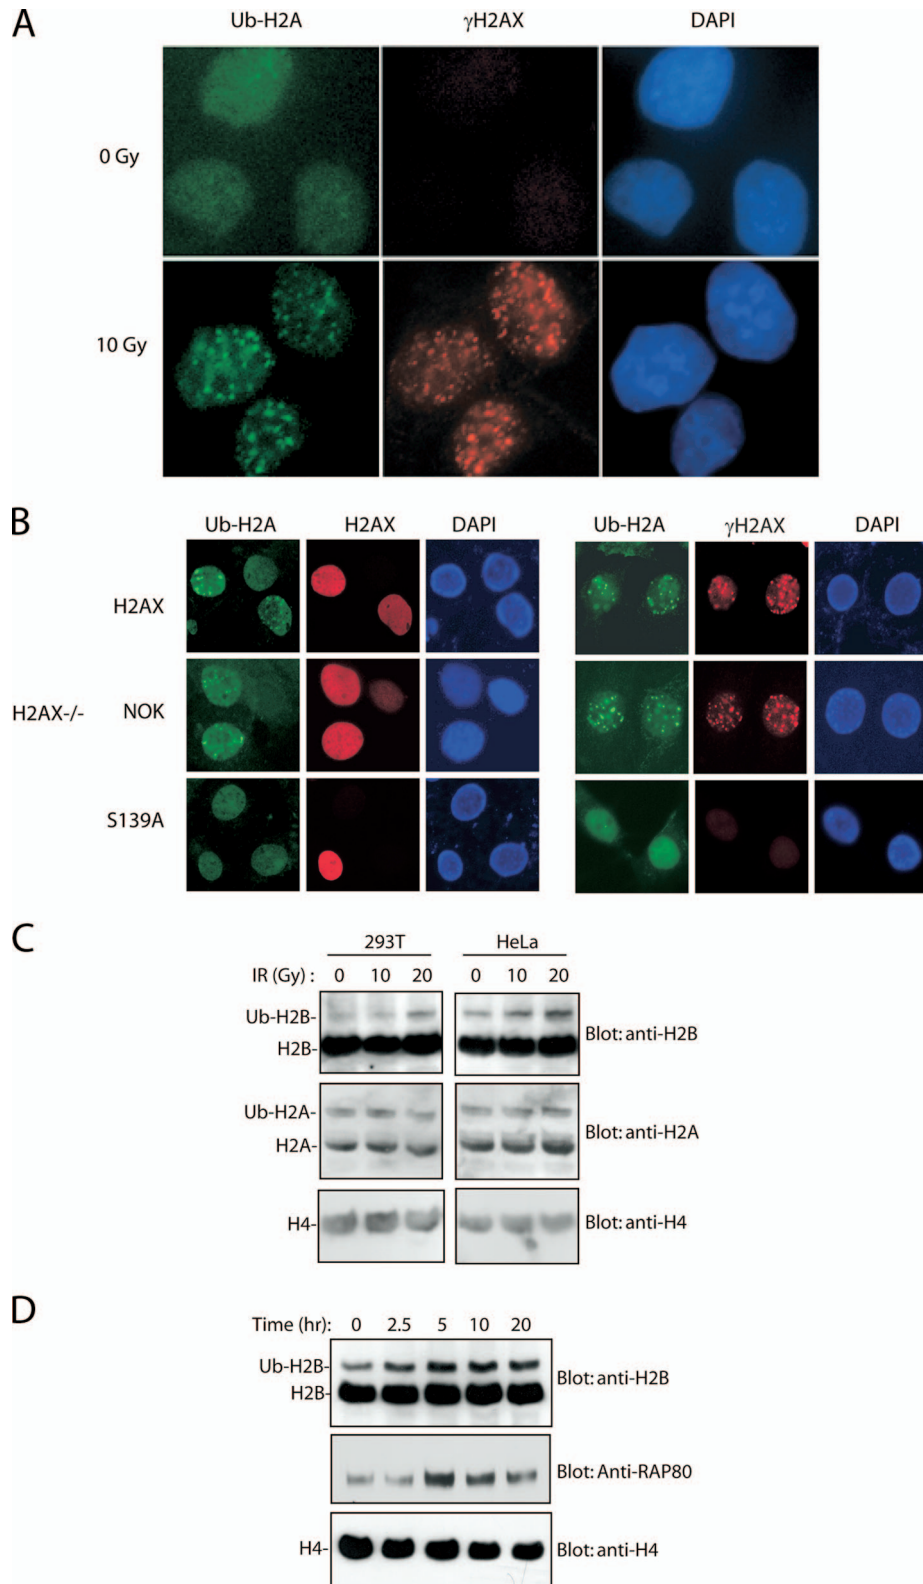 A
Ub-H2A γH2AX DAPI
0 Gy
10 Gy
B
Ub-H2A H2AX DAPI Ub-H2A γH2AX DAPI
H2AX
H2AX-/- NOK
S139A
C
293T HeLa
IR (Gy) : 0 10 20 0 10 20
Ub-H2B-
H2B- Blot: anti-H2B
Ub-H2A-
H2A- Blot: anti-H2A
H4- Blot: anti-H4
D
Time (hr): 0 2.5 5 10 20
Ub-H2B-
H2B- Blot: anti-H2B
Blot: Anti-RAP80
H4- Blot: anti-H4